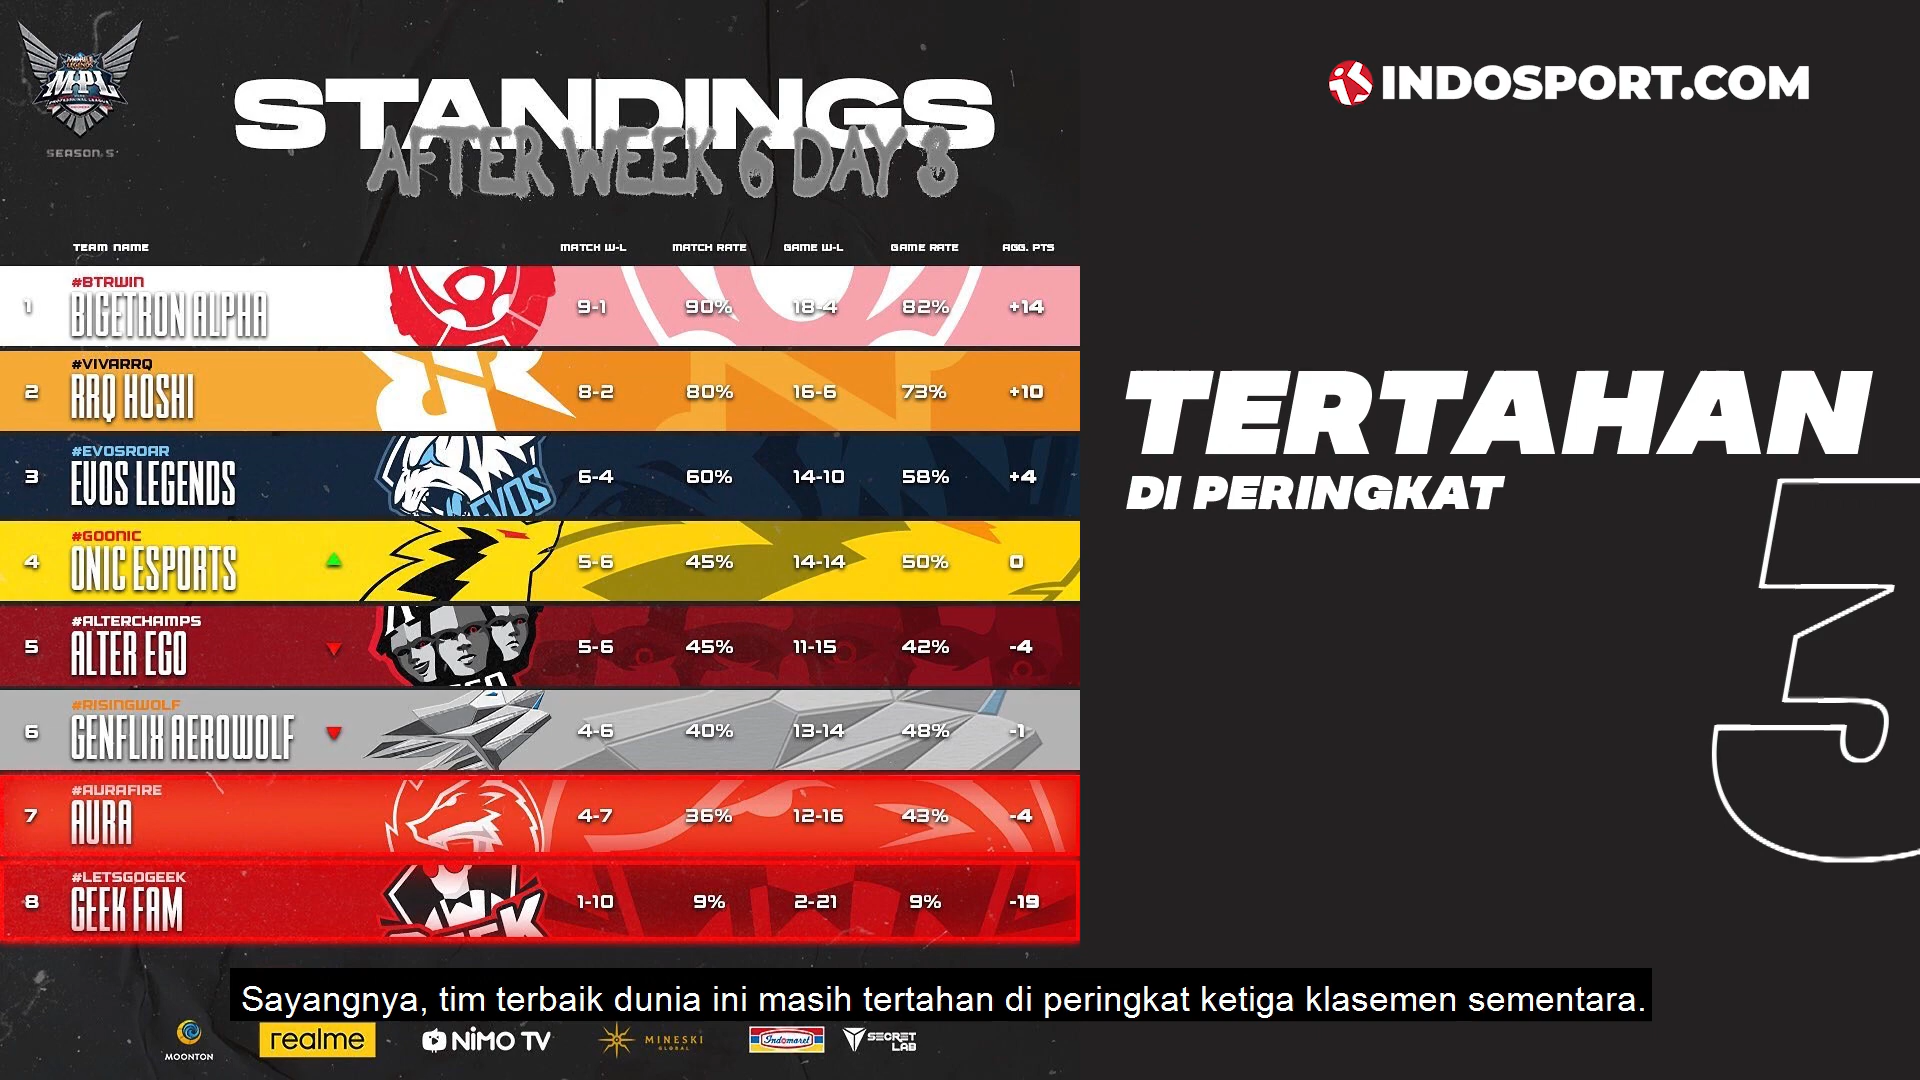 MOBILE LEGENDS
MPL
PROFESSIONAL LEAGUE
SEASON 5
STANDINGS
AFTER WEEK 6 DAY 3
INDOSPORT.COM
TEAM NAME MATCH W-L MATCH RATE GAME W-L GAME RATE AGG. PTS
#BTRWIN
1 BIGETRON ALPHA 9-1 90% 18-4 82% +14
#VIVARRQ
2 RRQ HOSHI 8-2 80% 16-6 73% +10
#EVOSROAR
3 EVOS LEGENDS EVOS 6-4 60% 14-10 58% +4
#GOONIC
4 ONIC ESPORTS 5-6 45% 14-14 50% 0
#ALTERCHAMPS
5 ALTER EGO 5-6 45% 11-15 42% -4
#RISINGWOLF
6 GENFLIX AEROWOLF 4-6 40% 13-14 48% -1
#AURAFIRE
7 AURA 4-7 36% 12-16 43% -4
#LETSGOGEEK
8 GEEK FAM 1-10 9% 2-21 9% -19
TERTAHAN
DI PERINGKAT
3
Sayangnya, tim terbaik dunia ini masih tertahan di peringkat ketiga klasemen sementara.
MOONTON
realme
NIMO TV
MINESKI
GLOBAL
Indomaret
SECRET
LAB